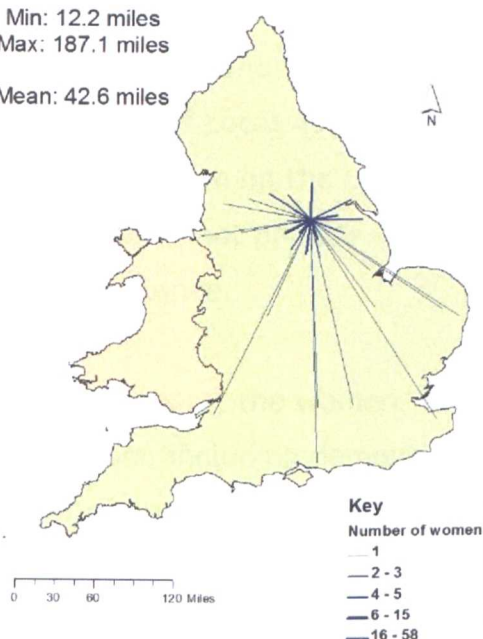 Min: 12.2 miles
Max: 187.1 miles
Mean: 42.6 miles
N
Key
Number of women
1
2 - 3
4 - 5
6 - 15
16 - 58
0 30 60 120 Miles